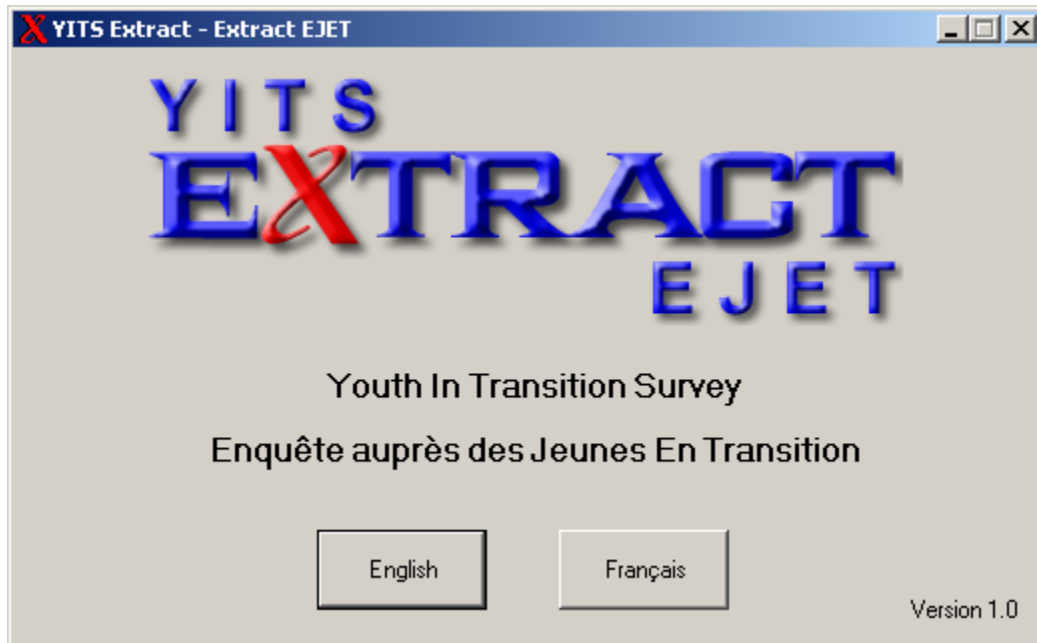 YITS Extract - Extract EJET
YITS
EXTRACT
EJET
Youth In Transition Survey
Enquête auprès des Jeunes En Transition
English
Français
Version 1.0